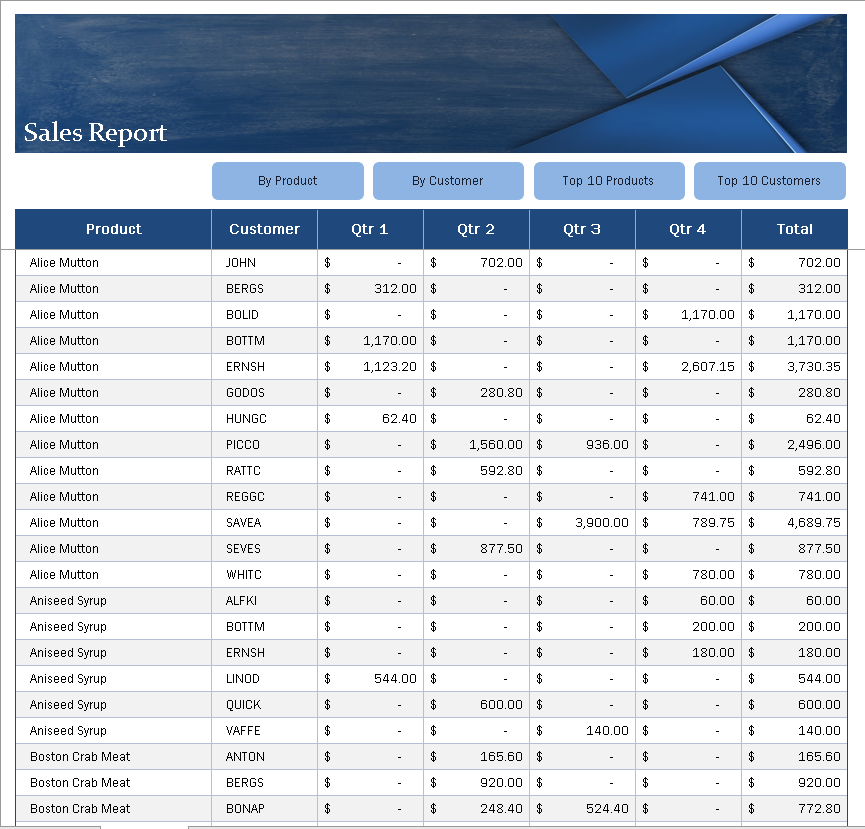 Sales Report
By Product By Customer Top 10 Products Top 10 Customers
Product Customer Qtr 1 Qtr 2 Qtr 3 Qtr 4 Total
Alice Mutton JOHN $ - $ 702.00 $ - $ - $ 702.00
Alice Mutton BERGS $ 312.00 $ - $ - $ - $ 312.00
Alice Mutton BOLID $ - $ - $ - $ 1,170.00 $ 1,170.00
Alice Mutton BOTTM $ 1,170.00 $ - $ - $ - $ 1,170.00
Alice Mutton ERNSH $ 1,123.20 $ - $ - $ 2,607.15 $ 3,730.35
Alice Mutton GODOS $ - $ 280.80 $ - $ - $ 280.80
Alice Mutton HUNGC $ 62.40 $ - $ - $ - $ 62.40
Alice Mutton PICCO $ - $ 1,560.00 $ 936.00 $ - $ 2,496.00
Alice Mutton RATTC $ - $ 592.80 $ - $ - $ 592.80
Alice Mutton REGGC $ - $ - $ - $ 741.00 $ 741.00
Alice Mutton SAVEA $ - $ - $ 3,900.00 $ 789.75 $ 4,689.75
Alice Mutton SEVES $ - $ 877.50 $ - $ - $ 877.50
Alice Mutton WHITC $ - $ - $ - $ 780.00 $ 780.00
Aniseed Syrup ALFKI $ - $ - $ - $ 60.00 $ 60.00
Aniseed Syrup BOTTM $ - $ - $ - $ 200.00 $ 200.00
Aniseed Syrup ERNSH $ - $ - $ - $ 180.00 $ 180.00
Aniseed Syrup LINOD $ 544.00 $ - $ - $ - $ 544.00
Aniseed Syrup QUICK $ - $ 600.00 $ - $ - $ 600.00
Aniseed Syrup VAFFE $ - $ - $ 140.00 $ - $ 140.00
Boston Crab Meat ANTON $ - $ 165.60 $ - $ - $ 165.60
Boston Crab Meat BERGS $ - $ 920.00 $ - $ - $ 920.00
Boston Crab Meat BONAP $ - $ 248.40 $ 524.40 $ - $ 772.80